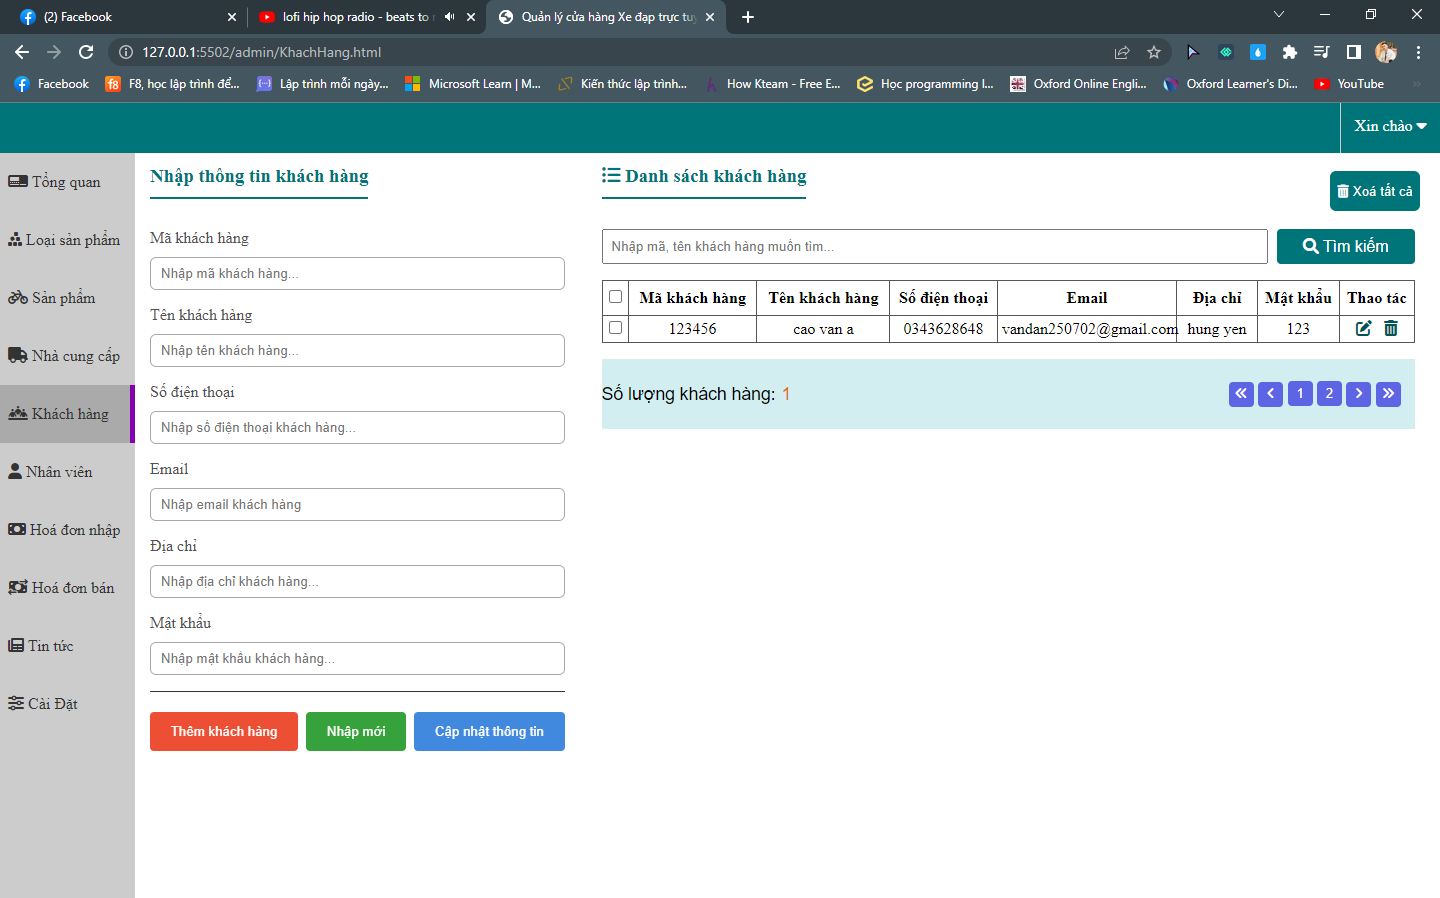 (2) Facebook
lofi hip hop radio - beats to r
Quản lý cửa hàng Xe đạp trực tuy
127.0.0.1:5502/admin/KhachHang.html
Facebook
F8, học lập trình để...
Lập trình mỗi ngày...
Microsoft Learn | M...
Kiến thức lập trình...
How Kteam - Free E...
Học programming l...
Oxford Online Engli...
Oxford Learner's Di...
YouTube
Xin chào
Tổng quan
Loại sản phẩm
Sản phẩm
Nhà cung cấp
Khách hàng
Nhân viên
Hoá đơn nhập
Hoá đơn bán
Tin tức
Cài Đặt
Nhập thông tin khách hàng
Mã khách hàng
Nhập mã khách hàng...
Tên khách hàng
Nhập tên khách hàng...
Số điện thoại
Nhập số điện thoại khách hàng...
Email
Nhập email khách hàng
Địa chỉ
Nhập địa chỉ khách hàng...
Mật khẩu
Nhập mật khẩu khách hàng...
Thêm khách hàng Nhập mới Cập nhật thông tin
Danh sách khách hàng
Xoá tất cả
Nhập mã, tên khách hàng muốn tìm...
Tìm kiếm
Mã khách hàng Tên khách hàng Số điện thoại Email Địa chỉ Mật khẩu Thao tác
123456 cao van a 0343628648 vandan250702@gmail.com hung yen 123
Số lượng khách hàng: 1
1 2